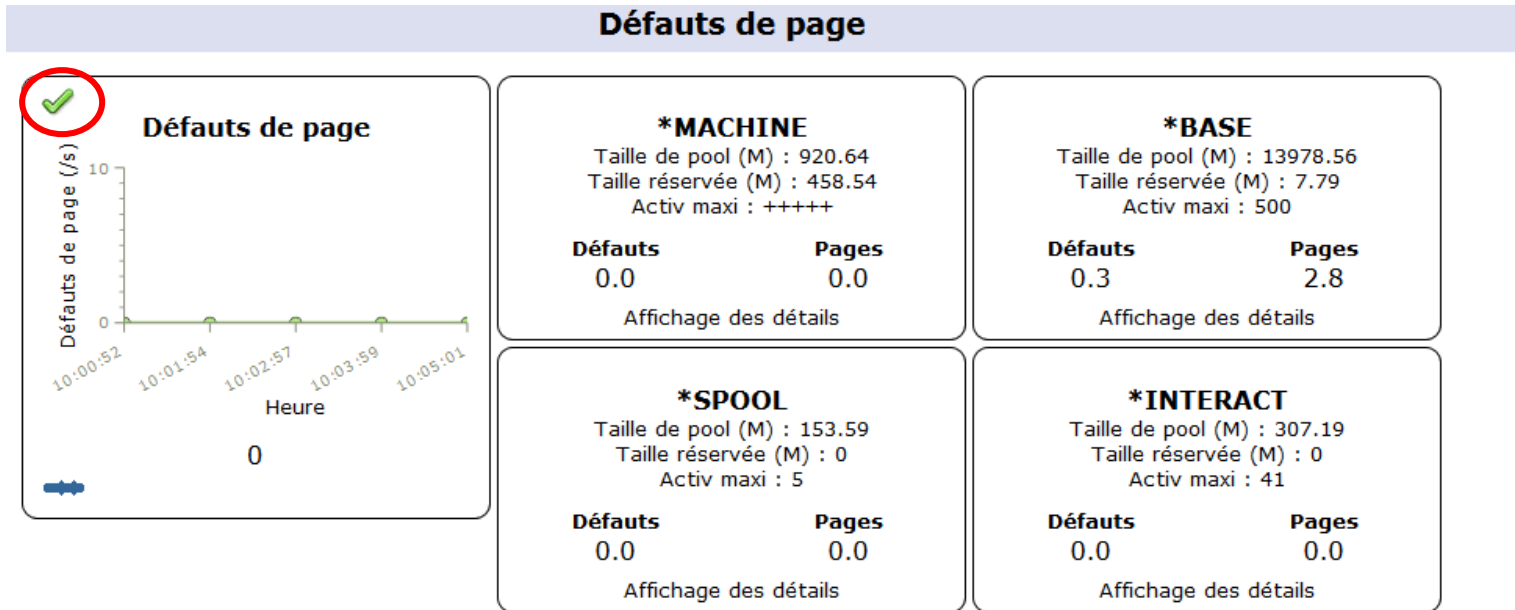 Défauts de page
Défauts de page
Défauts de page (/s)
10
0
10:00:52
10:01:54
10:02:57
10:03:59
10:05:01
Heure
0
*MACHINE
Taille de pool (M) : 920.64
Taille réservée (M) : 458.54
Activ maxi : +++++
Défauts Pages
0.0 0.0
Affichage des détails
*BASE
Taille de pool (M) : 13978.56
Taille réservée (M) : 7.79
Activ maxi : 500
Défauts Pages
0.3 2.8
Affichage des détails
*SPOOL
Taille de pool (M) : 153.59
Taille réservée (M) : 0
Activ maxi : 5
Défauts Pages
0.0 0.0
Affichage des détails
*INTERACT
Taille de pool (M) : 307.19
Taille réservée (M) : 0
Activ maxi : 41
Défauts Pages
0.0 0.0
Affichage des détails